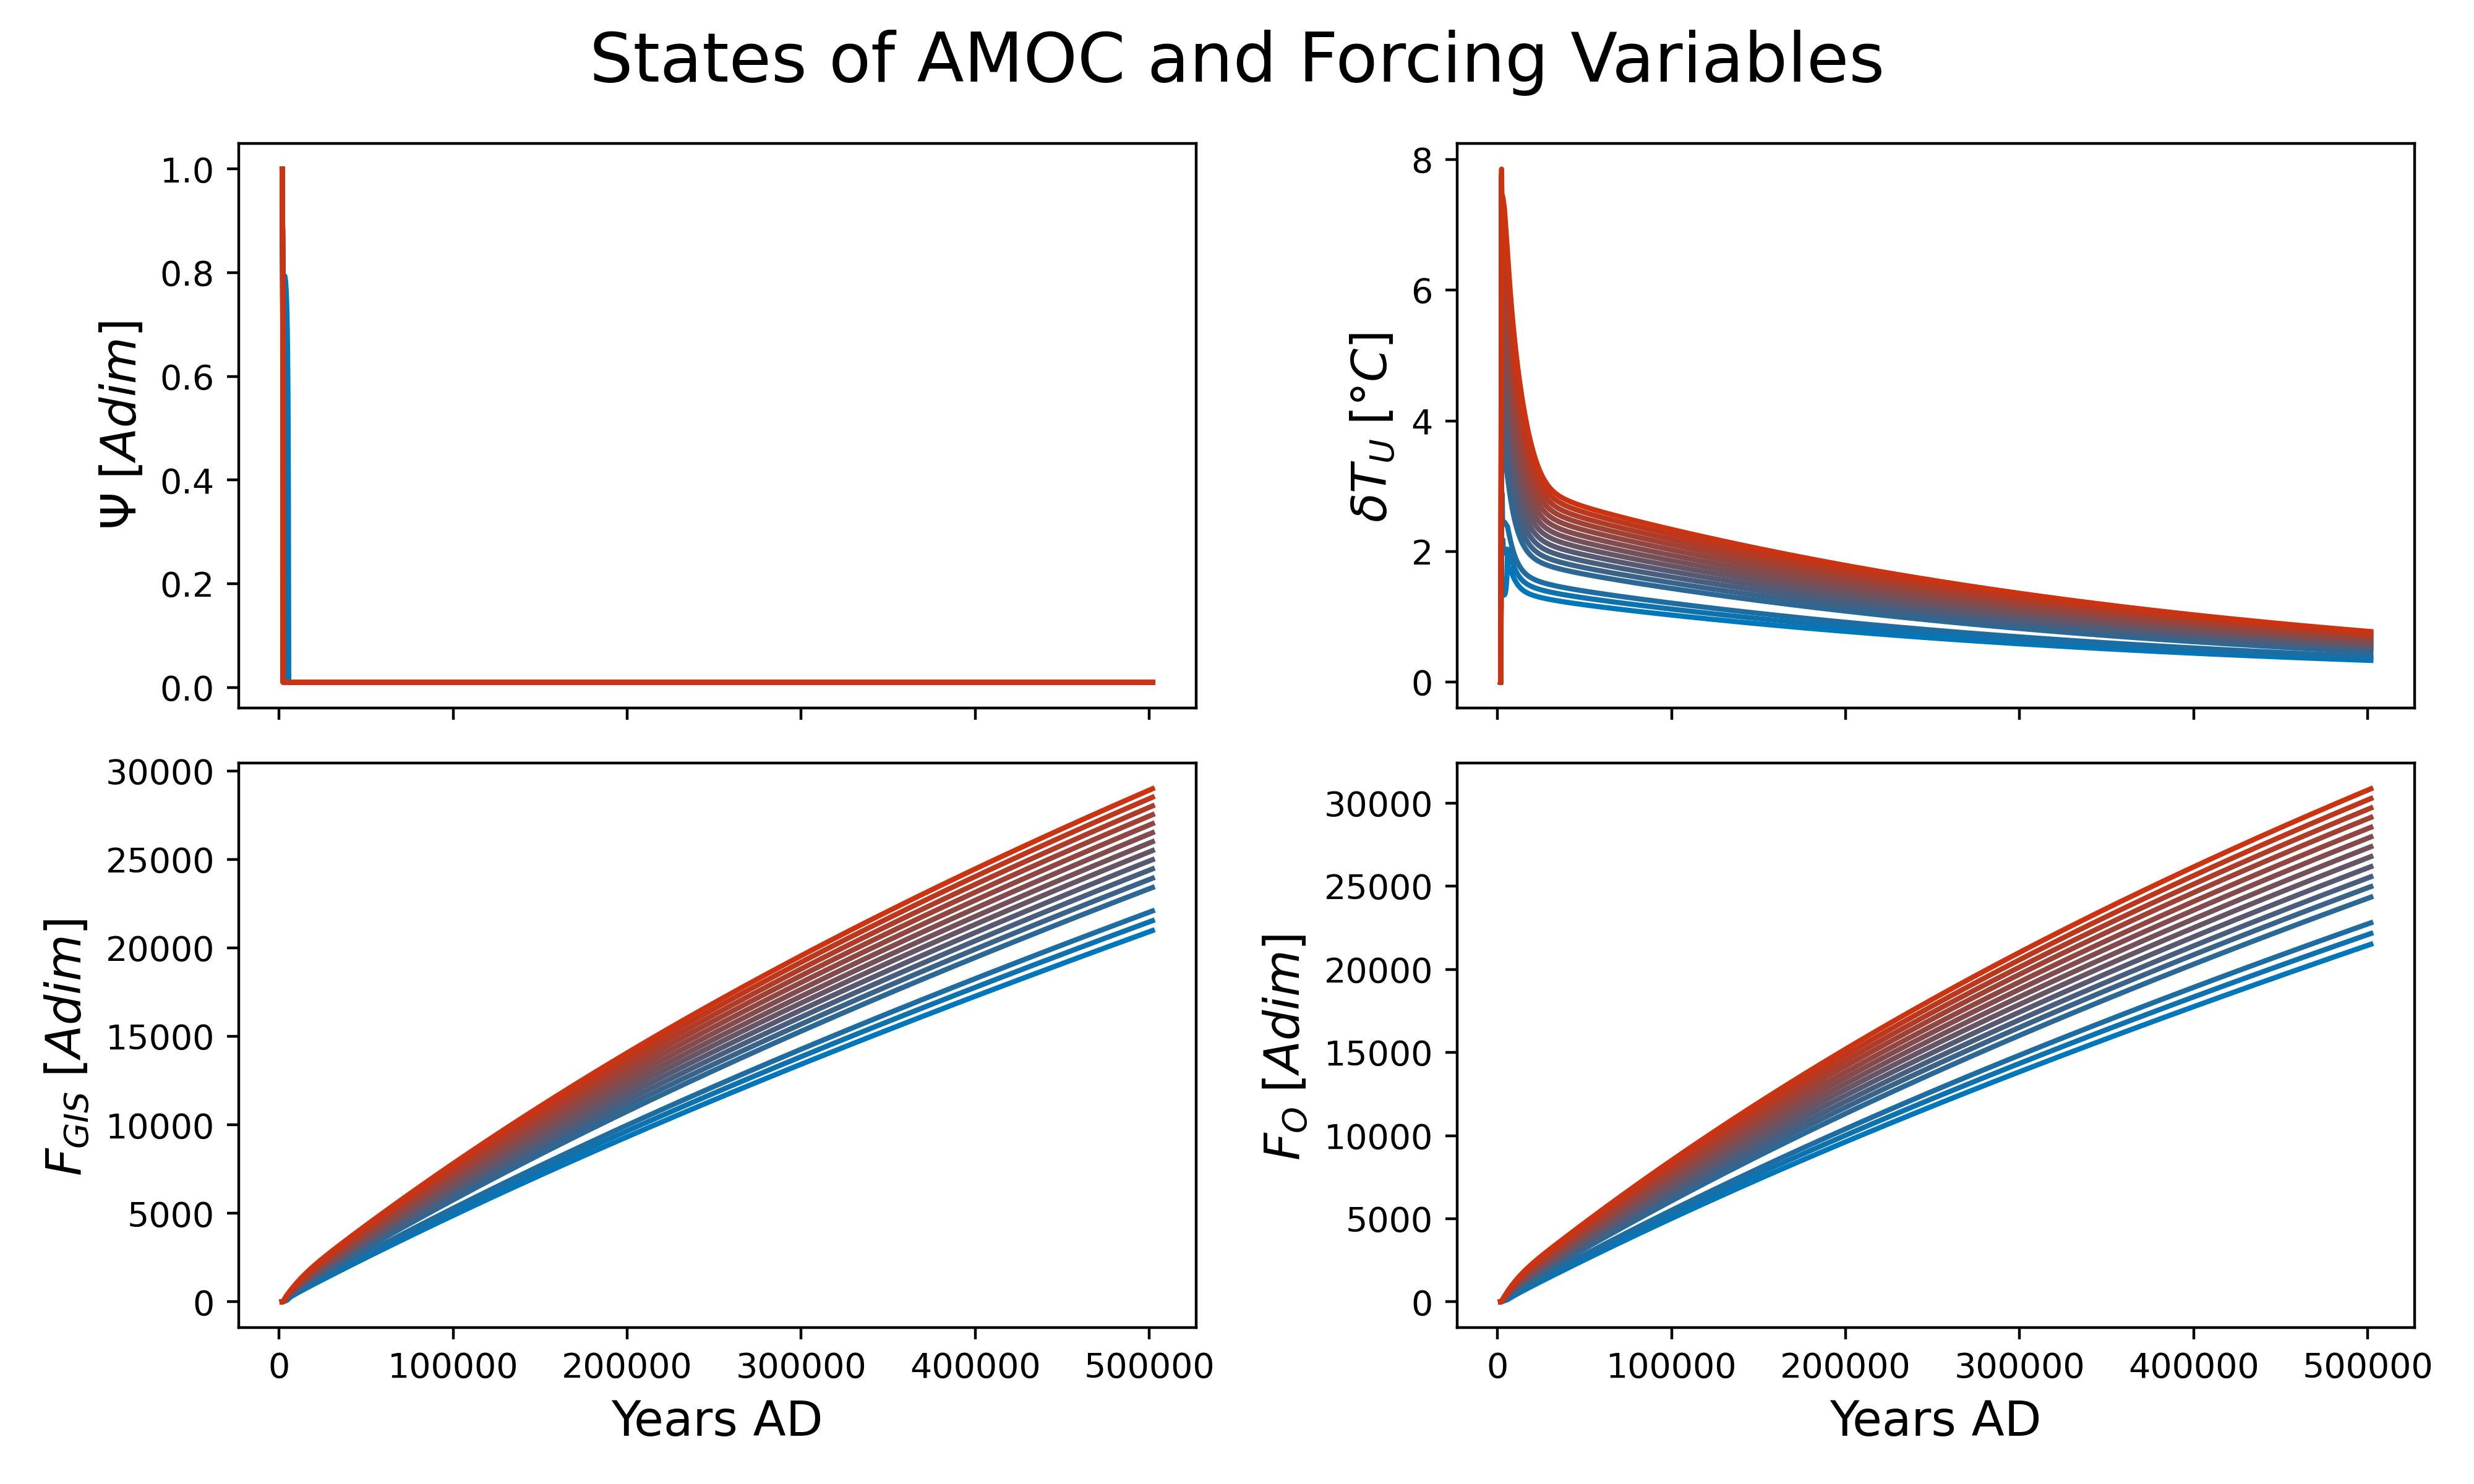 States of AMOC and Forcing Variables
Ψ [Adim]
1.0
0.8
0.6
0.4
0.2
0.0
δT_U [°C]
8
6
4
2
0
F_GIS [Adim]
30000
25000
20000
15000
10000
5000
0
0 100000 200000 300000 400000 500000
Years AD
F_O [Adim]
30000
25000
20000
15000
10000
5000
0
0 100000 200000 300000 400000 500000
Years AD